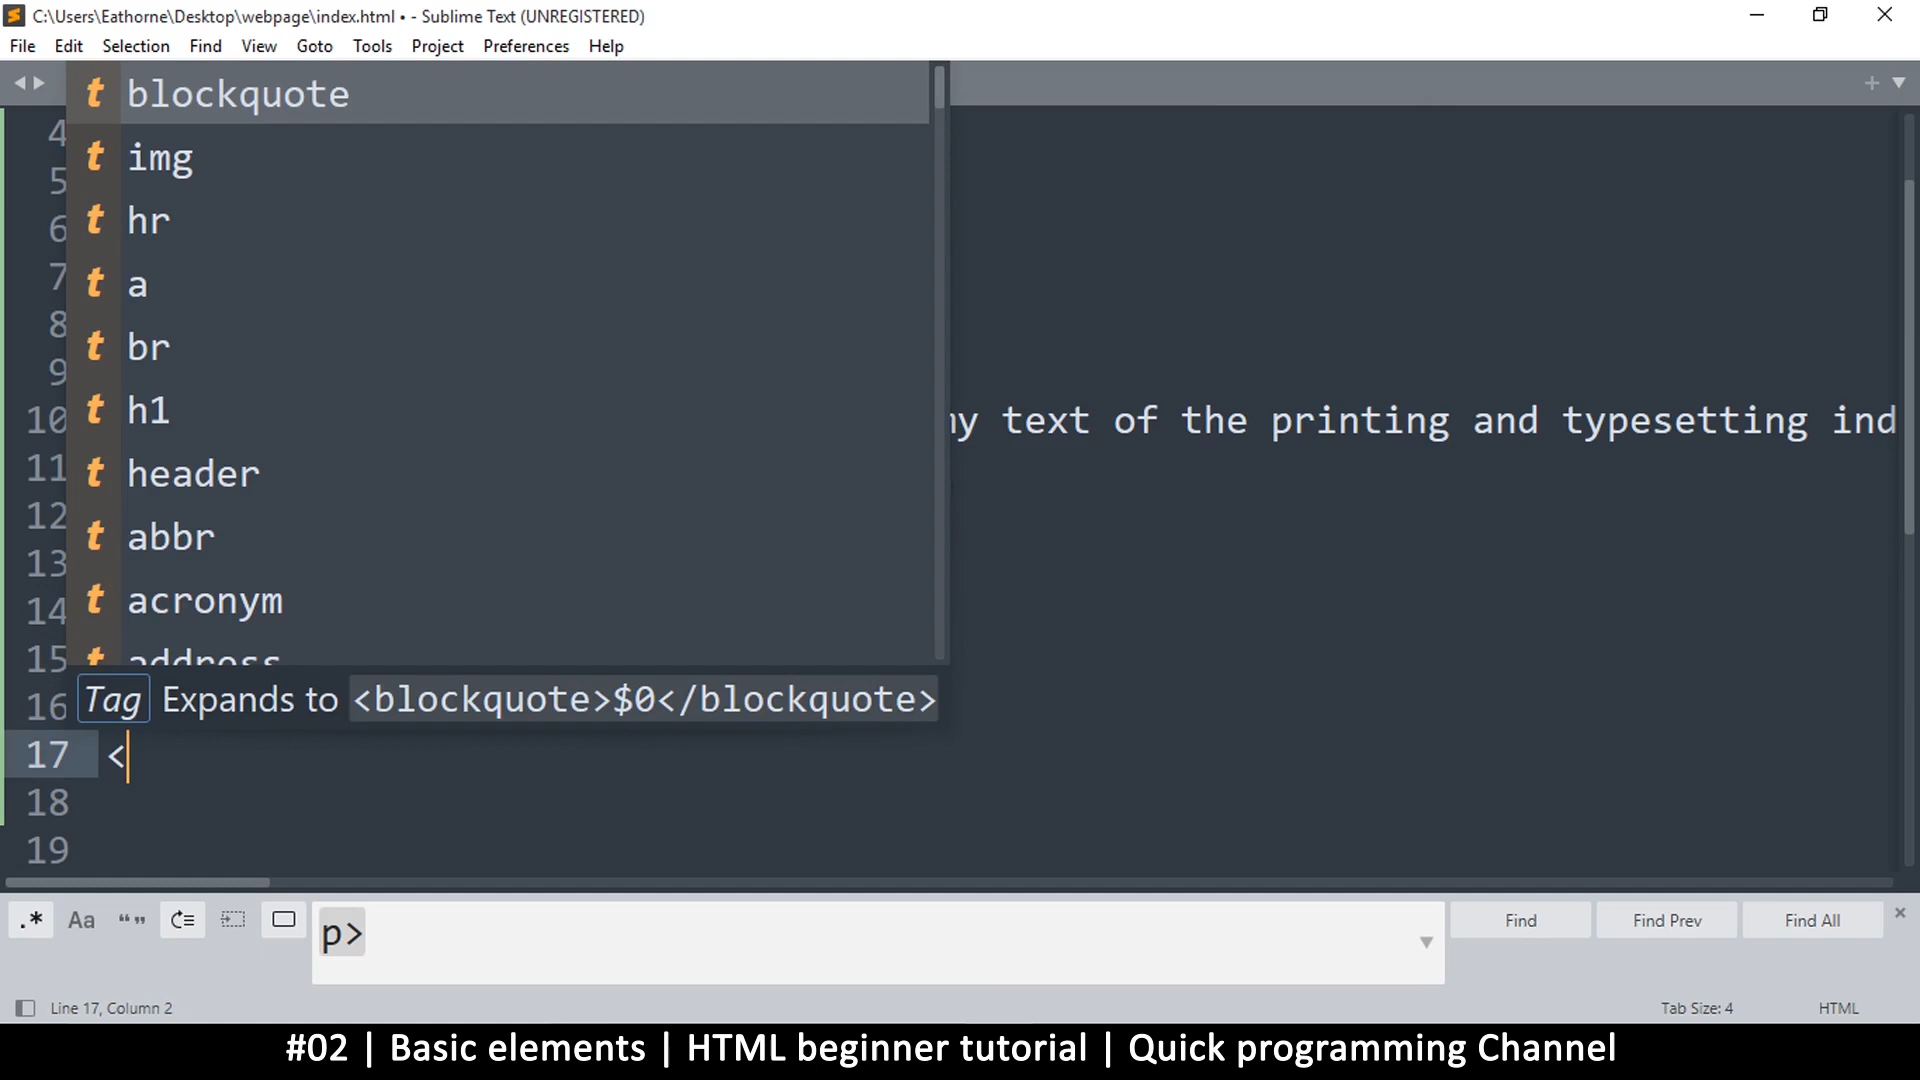 C:\Users\Eathorne\Desktop\webpage\index.html • - Sublime Text (UNREGISTERED)
File Edit Selection Find View Goto Tools Project Preferences Help
t blockquote
4
t img
5
t hr
6
t a
7
t br
8
9
t h1
10 y text of the printing and typesetting ind
t header
11
t abbr
12
13
t acronym
14
t address
15
Tag Expands to <blockquote>$0</blockquote>
16
17 <
18
19
.* Aa “ ” p> Find Find Prev Find All
Line 17, Column 2 Tab Size: 4 HTML
#02 | Basic elements | HTML beginner tutorial | Quick programming Channel